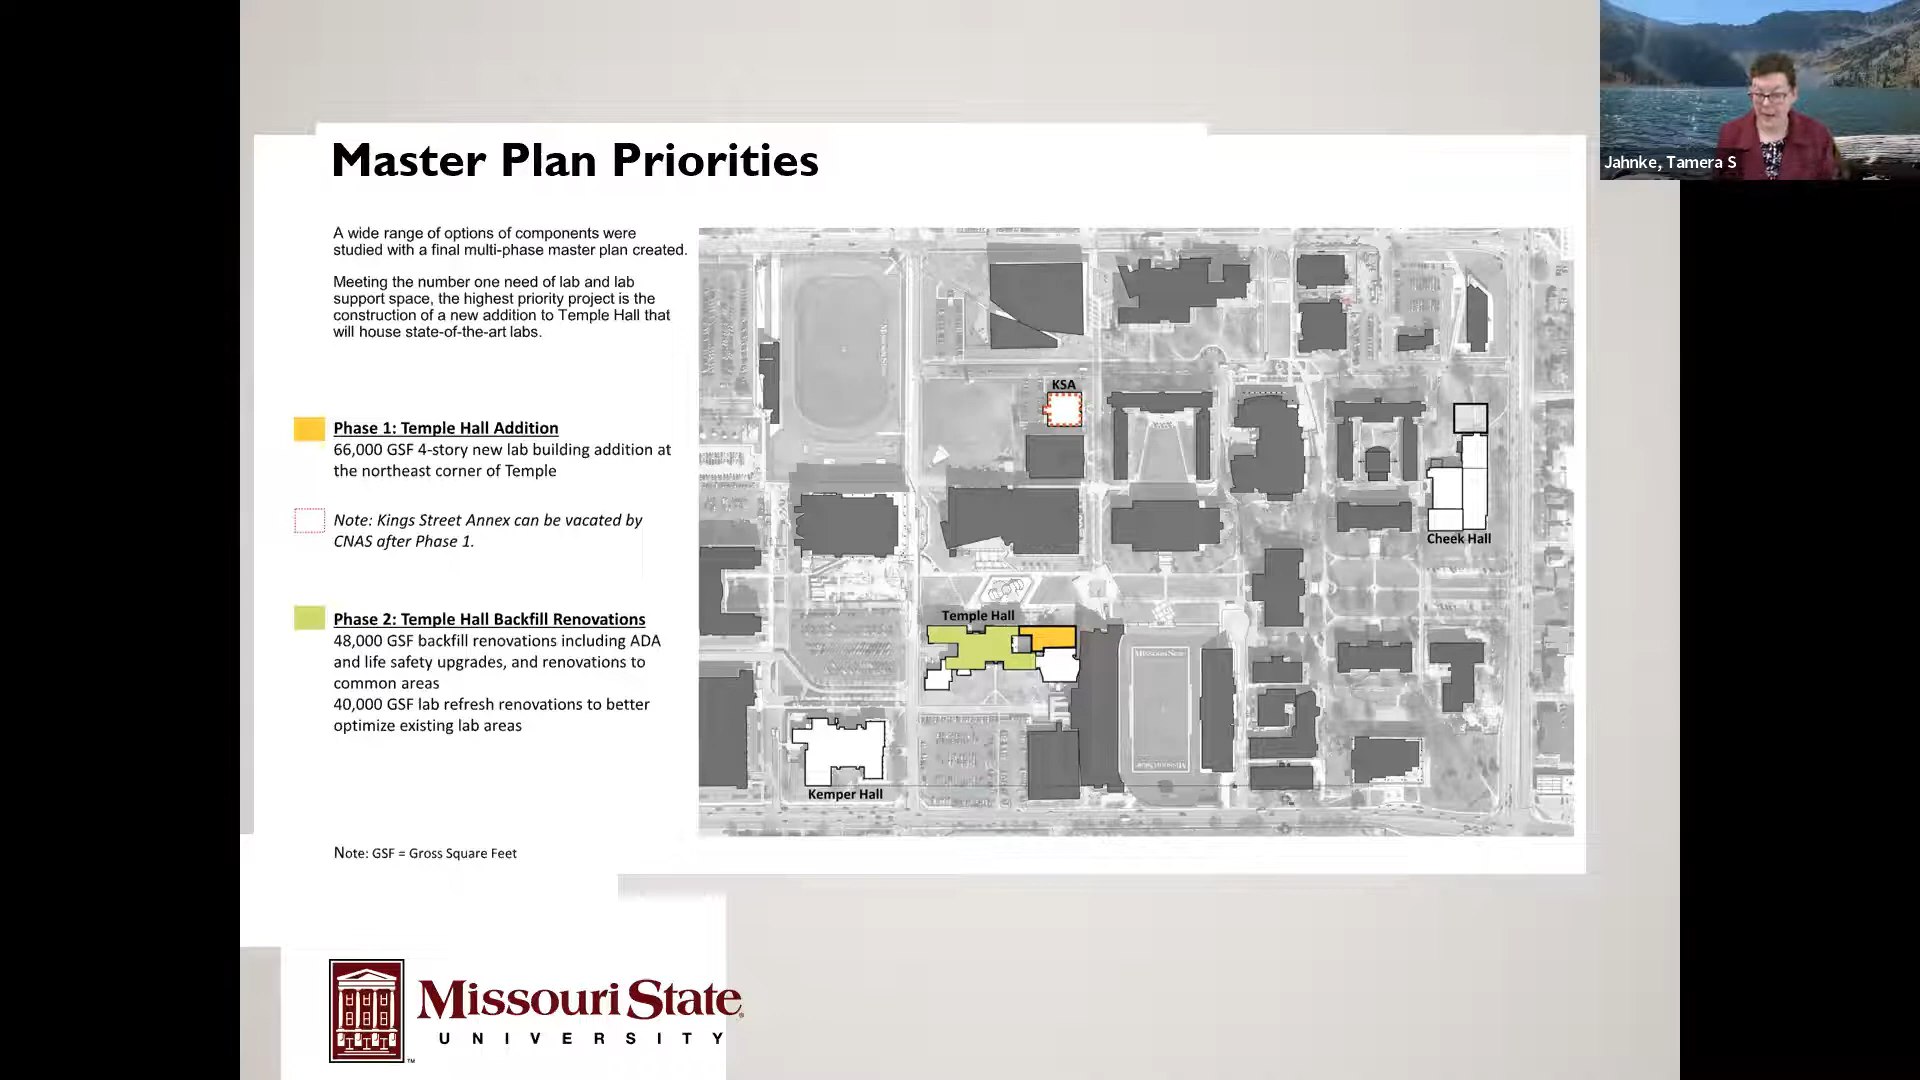 Jahnke, Tamera S
Master Plan Priorities
A wide range of options of components were
studied with a final multi-phase master plan created.
Meeting the number one need of lab and lab
support space, the highest priority project is the
construction of a new addition to Temple Hall that
will house state-of-the-art labs.
Phase 1: Temple Hall Addition
66,000 GSF 4-story new lab building addition at
the northeast corner of Temple
Note: Kings Street Annex can be vacated by
CNAS after Phase 1.
Phase 2: Temple Hall Backfill Renovations
48,000 GSF backfill renovations including ADA
and life safety upgrades, and renovations to
common areas
40,000 GSF lab refresh renovations to better
optimize existing lab areas
Note: GSF = Gross Square Feet
KSA
Cheek Hall
Temple Hall
Missouri State
Kemper Hall
Missouri State
UNIVERSITY
TM